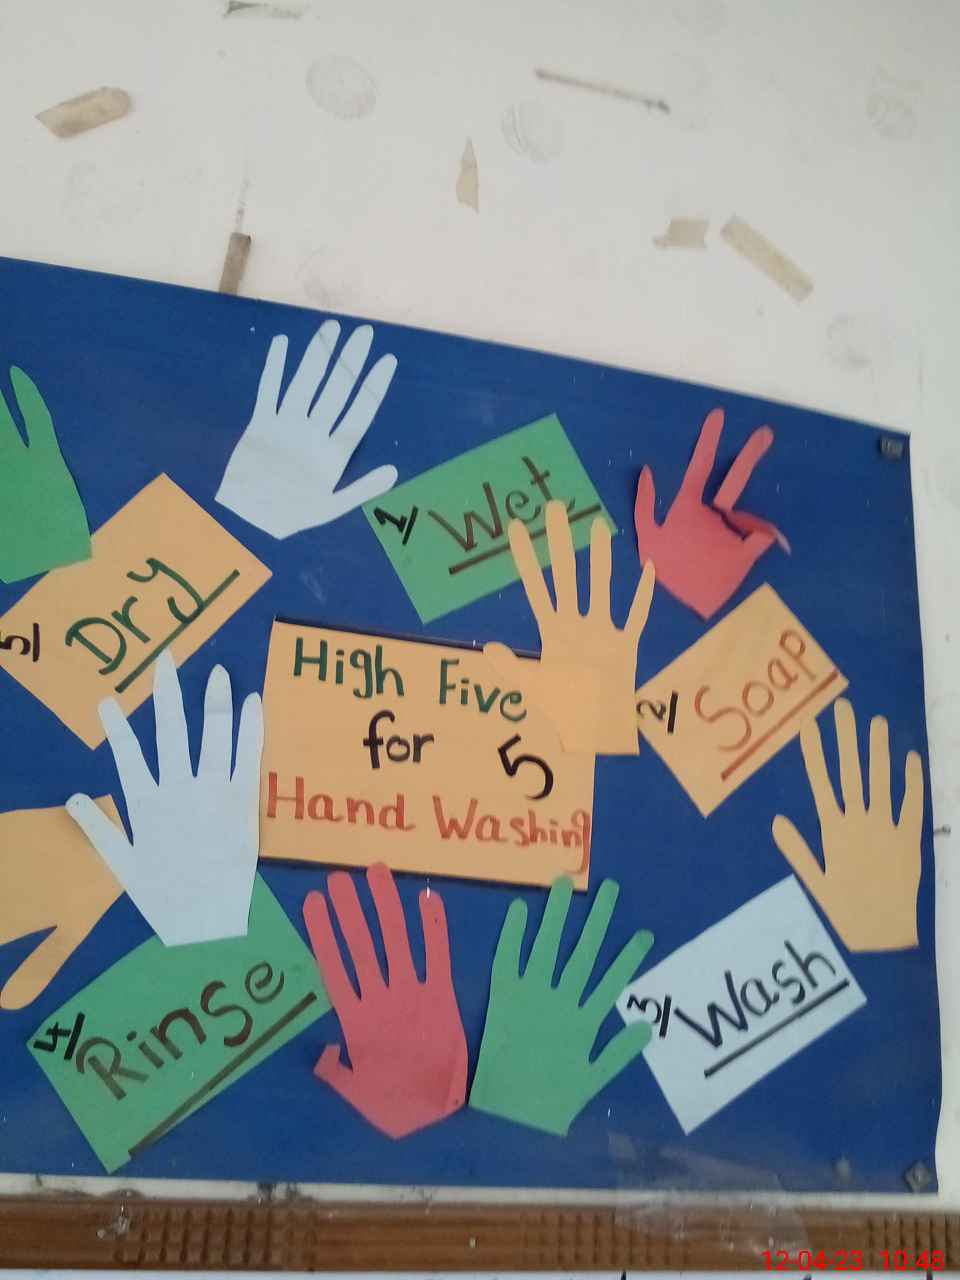 High Five
for 5
Hand Washing
1/ Wet
2/ Soap
3/ Wash
4/ Rinse
5/ Dry
12-04-23 10:48